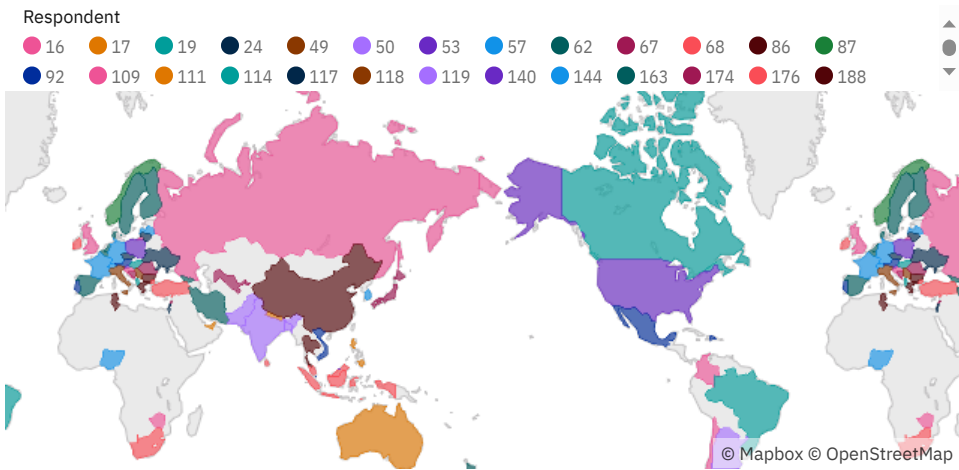 Respondent
16 17 19 24 49 50 53 57 62 67 68 86 87
92 109 111 114 117 118 119 140 144 163 174 176 188
© Mapbox © OpenStreetMap